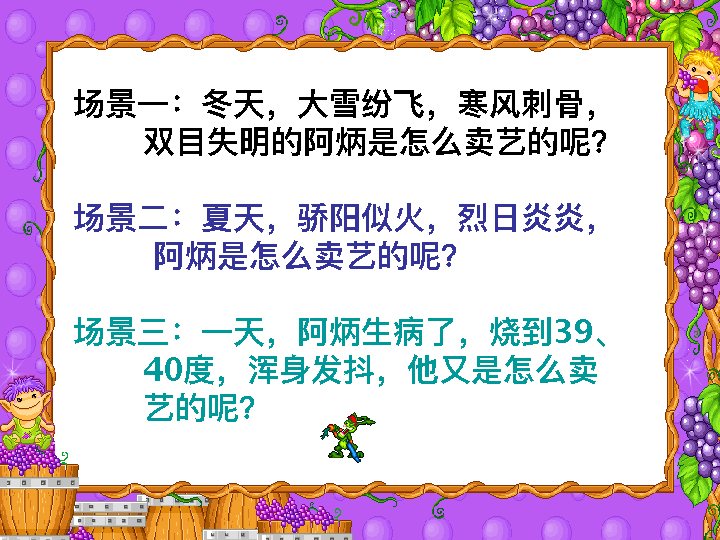 场景一：冬天，大雪纷飞，寒风刺骨，
双目失明的阿炳是怎么卖艺的呢？
场景二：夏天，骄阳似火，烈日炎炎，
阿炳是怎么卖艺的呢？
场景三：一天，阿炳生病了，烧到39、
40度，浑身发抖，他又是怎么卖
艺的呢？